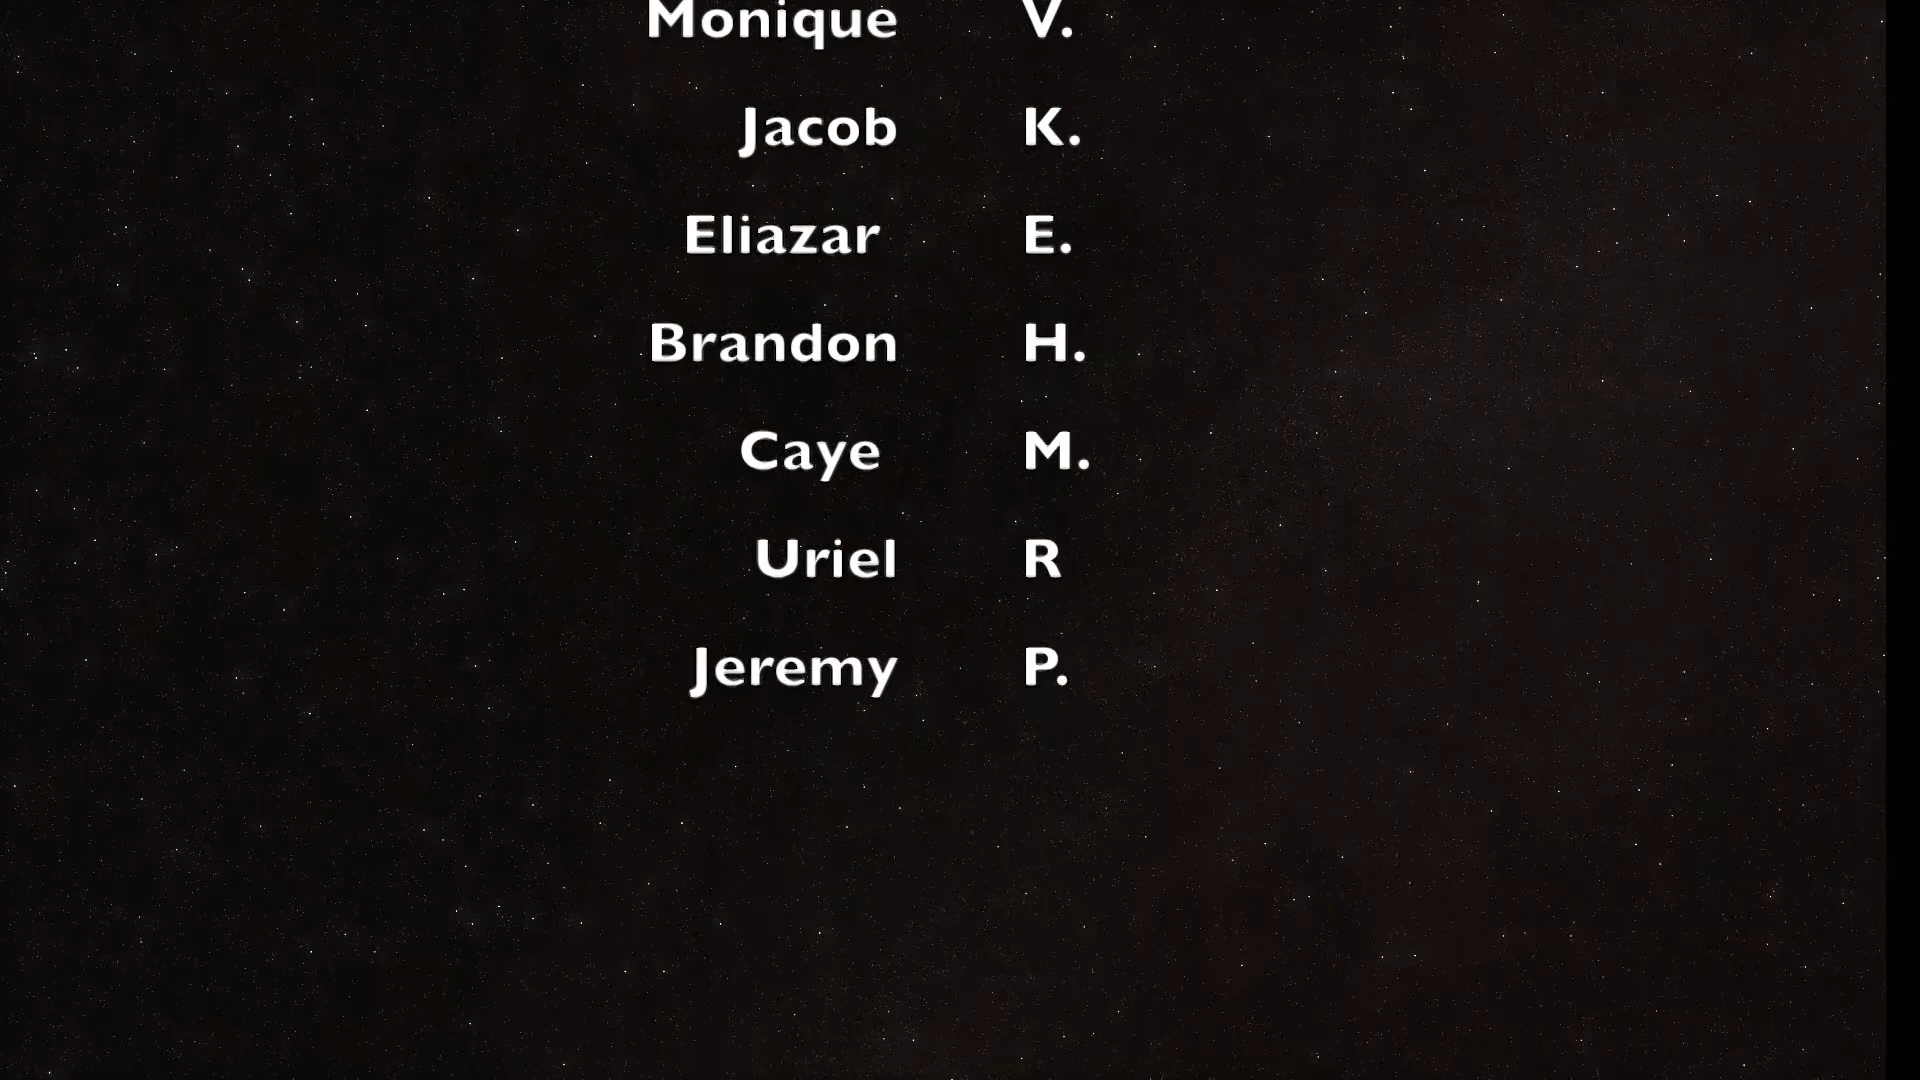 Monique V.
Jacob K.
Eliazar E.
Brandon H.
Caye M.
Uriel R
Jeremy P.